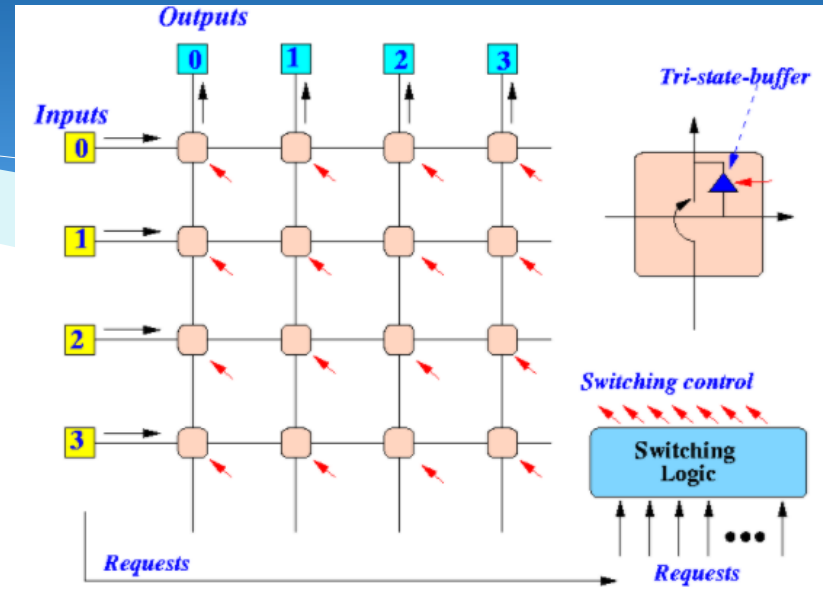 Outputs
0 1 2 3
Tri-state-buffer
Inputs
0
1
2
Switching control
3
Switching
Logic
Requests
Requests